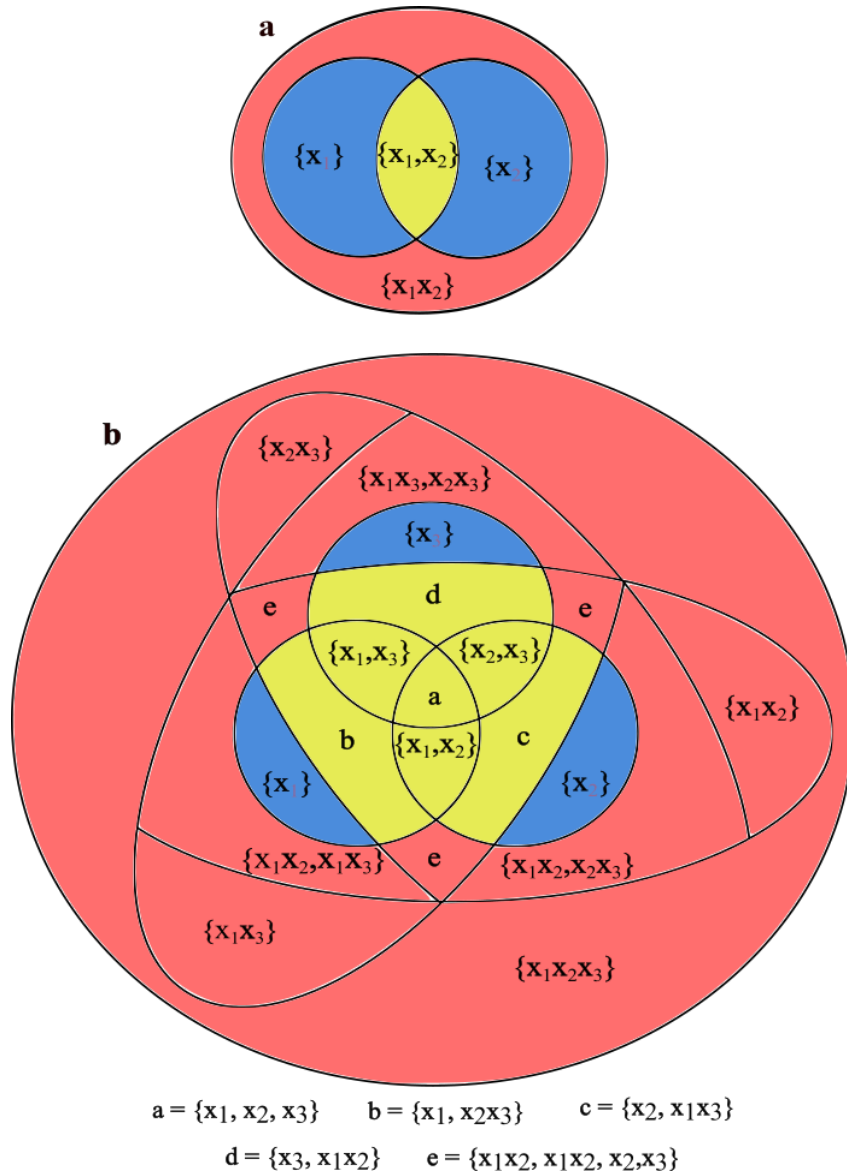 a
{x₁} {x₁,x₂} {x₂}
{x₁x₂}
b
{x₂x₃}
{x₁x₃,x₂x₃}
{x₃}
e d e
{x₁,x₃} {x₂,x₃}
a
{x₁x₂}
b {x₁,x₂} c
{x₁} {x₂}
{x₁x₂,x₁x₃} e {x₁x₂,x₂x₃}
{x₁x₃}
{x₁x₂x₃}
a = {x₁, x₂, x₃} b = {x₁, x₂x₃} c = {x₂, x₁x₃}
d = {x₃, x₁x₂} e = {x₁x₂, x₁x₂, x₂,x₃}